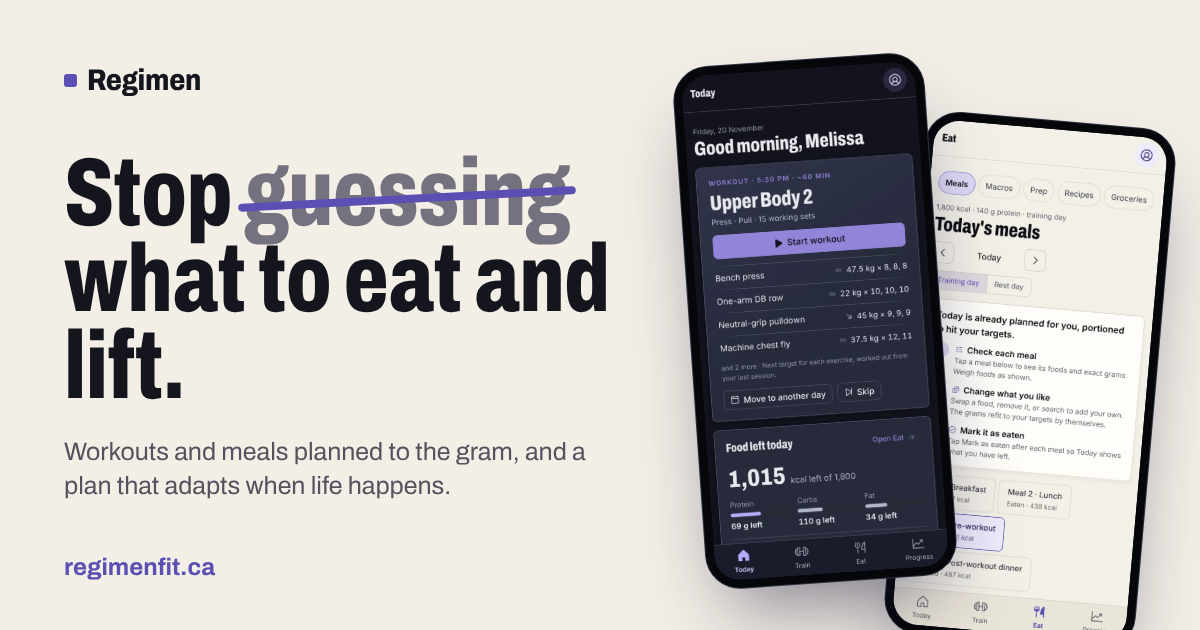 Regimen
Stop guessing
what to eat and
lift.
Workouts and meals planned to the gram, and a
plan that adapts when life happens.
regimenfit.ca
Today
Friday, 20 November
Good morning, Melissa
WORKOUT · 5:30 PM · ~60 MIN
Upper Body 2
Press · Pull · 15 working sets
Start workout
Bench press = 47.5 kg × 8, 8, 8
One-arm DB row = 22 kg × 10, 10, 10
Neutral-grip pulldown ↘ 45 kg × 9, 9, 9
Machine chest fly = 37.5 kg × 12, 11
and 2 more · Next target for each exercise, worked out from
your last session.
Move to another day Skip
Food left today Open Eat →
1,015 kcal left of 1,800
Protein Carbs Fat
69 g left 110 g left 34 g left
Today Train Eat Progress
Eat
Meals Macros Prep Recipes Groceries
1,800 kcal · 140 g protein · training day
Today's meals
Today
Training day Rest day
Today is already planned for you, portioned
hit your targets.
Check each meal
Tap a meal below to see its foods and exact grams.
Weigh foods as shown.
Change what you like
Swap a food, remove it, or search to add your own.
The grams refit to your targets by themselves.
Mark it as eaten
Tap Mark as eaten after each meal so Today shows
what you have left.
Breakfast Meal 2 · Lunch
kcal Eaten · 438 kcal
re-workout
kcal
Post-workout dinner
· 487 kcal
Today Train Eat